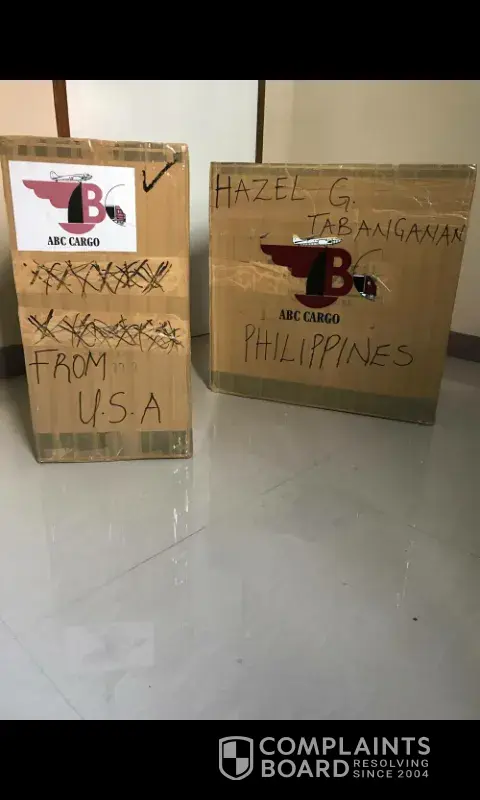 ABC CARGO
FROM
U.S.A
HAZEL G.
TABANGANAN
B
ABC CARGO
PHILIPPINES
COMPLAINTS
BOARD RESOLVING
SINCE 2004